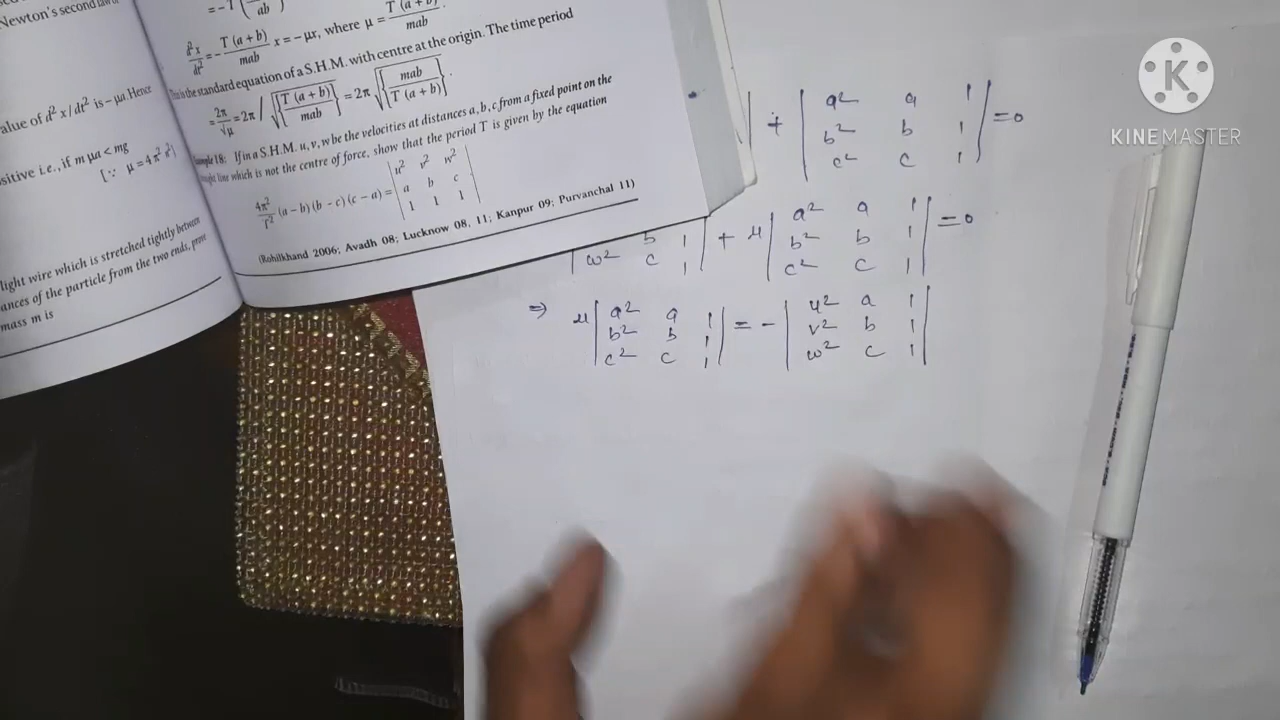 Newton's second law
alue of d²x/dt² is – μa. Hence
sitive i.e., if m μa < mg
[∵ μ = 4π² n²]
light wire which is stretched tightly between
ances of the particle from the two ends, prove
mass m is
ab
d²x/dt² = – T (a + b)/mab x = – μx, where μ = T (a + b)/mab.
This is the standard equation of a S.H.M. with centre at the origin. The time period
= 2π/√μ = 2π / √{T (a + b)/mab} = 2π √{mab/T (a + b)}.
If in a S.H.M. u, v, w be the velocities at distances a, b, c from a fixed point on the
line which is not the centre of force, show that the period T is given by the equation
4π²/T² (a – b) (b – c) (c – a) = | u² v² w² |
| a b c |
| 1 1 1 |
(Rohilkhand 2006; Avadh 08; Lucknow 08, 11; Kanpur 09; Purvanchal 11)
| + | a² a 1 | = 0
| b² b 1 |
| c² c 1 |
+ μ | a² a 1 | = 0
b 1 | | b² b 1 |
| w² c 1 | | c² c 1 |
⇒ μ | a² a 1 | = – | u² a 1 |
| b² b 1 | | v² b 1 |
| c² c 1 | | w² c 1 |
K
KINEMASTER